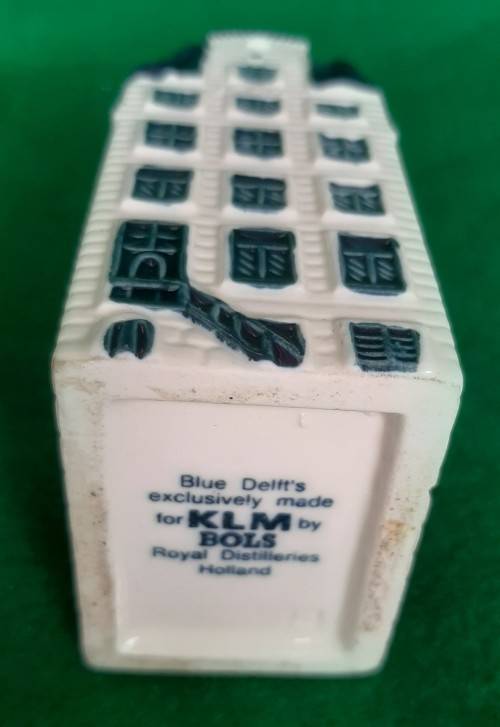 Blue Delft's
exclusively made
for KLM by
BOLS
Royal Distilleries
Holland